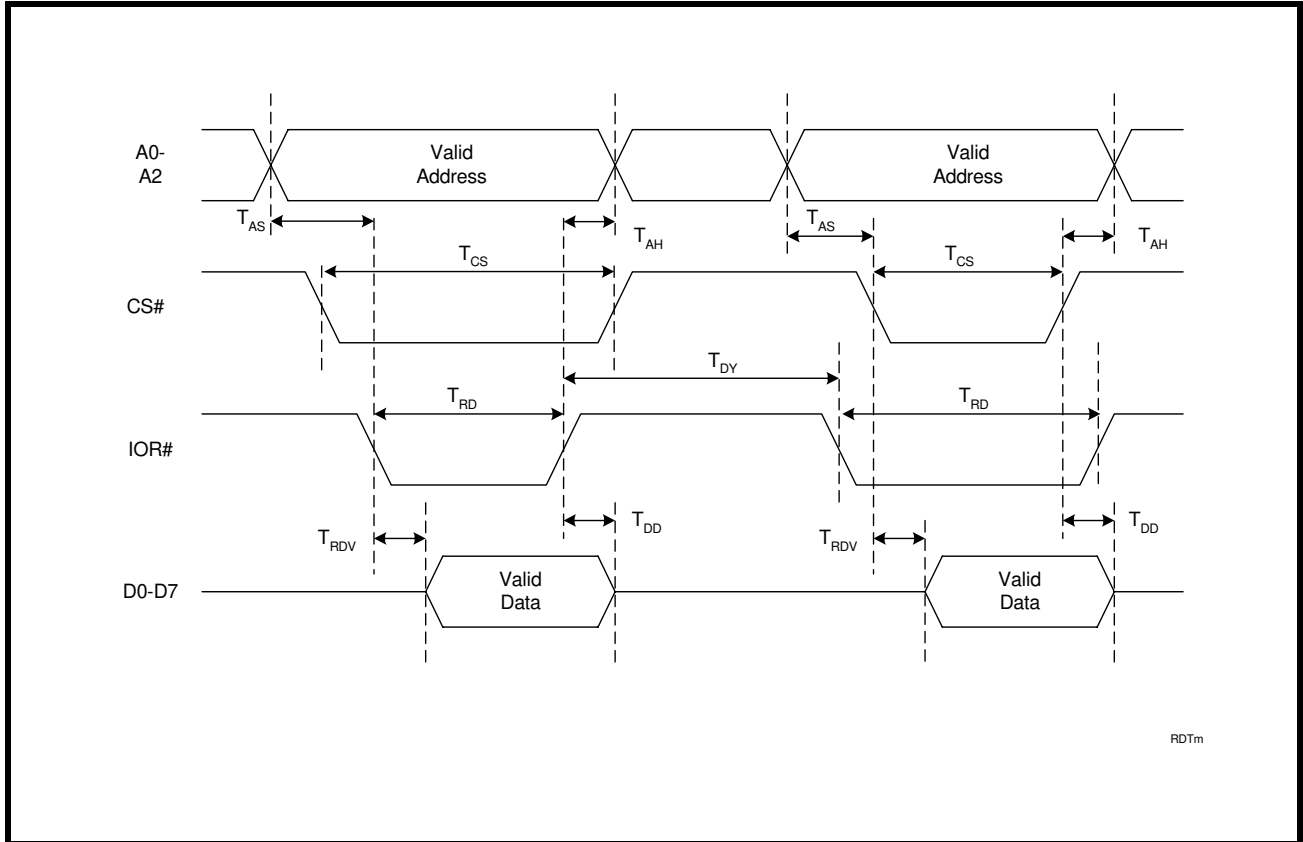 A0-
A2
Valid
Address
Valid
Address
TAS
TAH
TAS
TAH
TCS
TCS
CS#
TDY
TRD
TRD
IOR#
TRDV
TDD
TRDV
TDD
D0-D7
Valid
Data
Valid
Data
RDTm